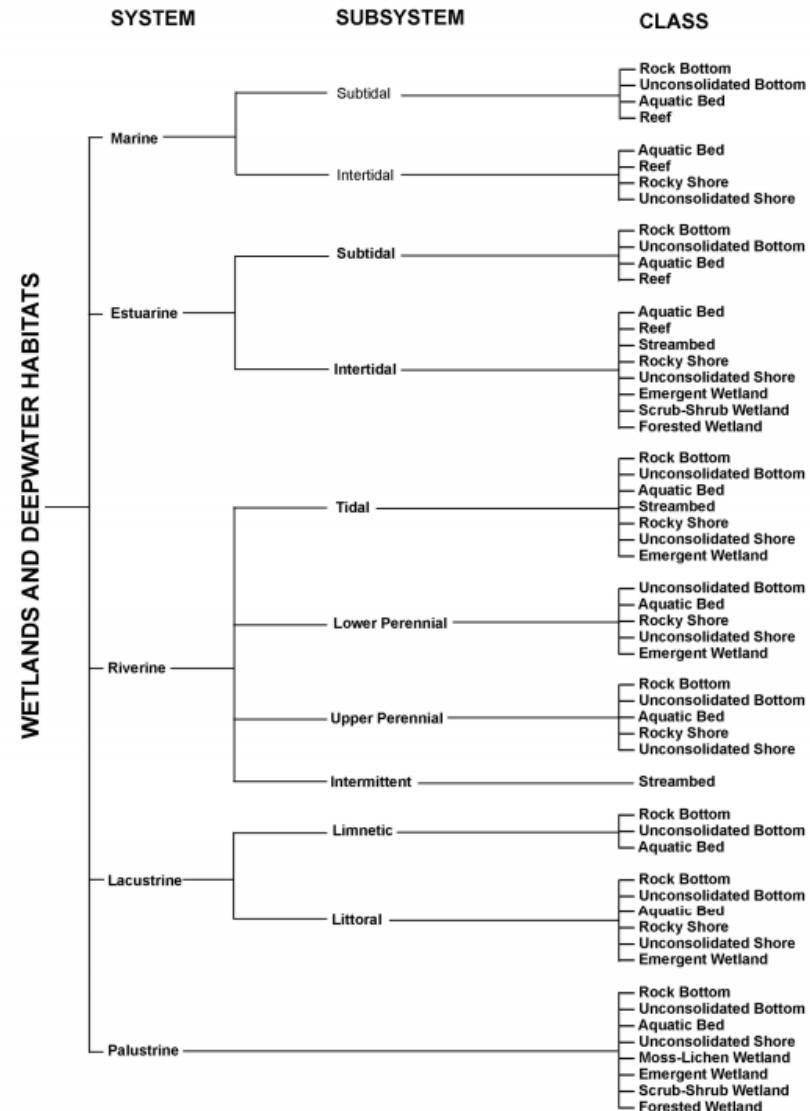 SYSTEM SUBSYSTEM CLASS
WETLANDS AND DEEPWATER HABITATS
Marine
Subtidal
Rock Bottom
Unconsolidated Bottom
Aquatic Bed
Reef
Intertidal
Aquatic Bed
Reef
Rocky Shore
Unconsolidated Shore
Estuarine
Subtidal
Rock Bottom
Unconsolidated Bottom
Aquatic Bed
Reef
Intertidal
Aquatic Bed
Reef
Streambed
Rocky Shore
Unconsolidated Shore
Emergent Wetland
Scrub-Shrub Wetland
Forested Wetland
Riverine
Tidal
Rock Bottom
Unconsolidated Bottom
Aquatic Bed
Streambed
Rocky Shore
Unconsolidated Shore
Emergent Wetland
Lower Perennial
Unconsolidated Bottom
Aquatic Bed
Rocky Shore
Unconsolidated Shore
Emergent Wetland
Upper Perennial
Rock Bottom
Unconsolidated Bottom
Aquatic Bed
Rocky Shore
Unconsolidated Shore
Intermittent
Streambed
Lacustrine
Limnetic
Rock Bottom
Unconsolidated Bottom
Aquatic Bed
Littoral
Rock Bottom
Unconsolidated Bottom
Aquatic Bed
Rocky Shore
Unconsolidated Shore
Emergent Wetland
Palustrine
Rock Bottom
Unconsolidated Bottom
Aquatic Bed
Unconsolidated Shore
Moss-Lichen Wetland
Emergent Wetland
Scrub-Shrub Wetland
Forested Wetland